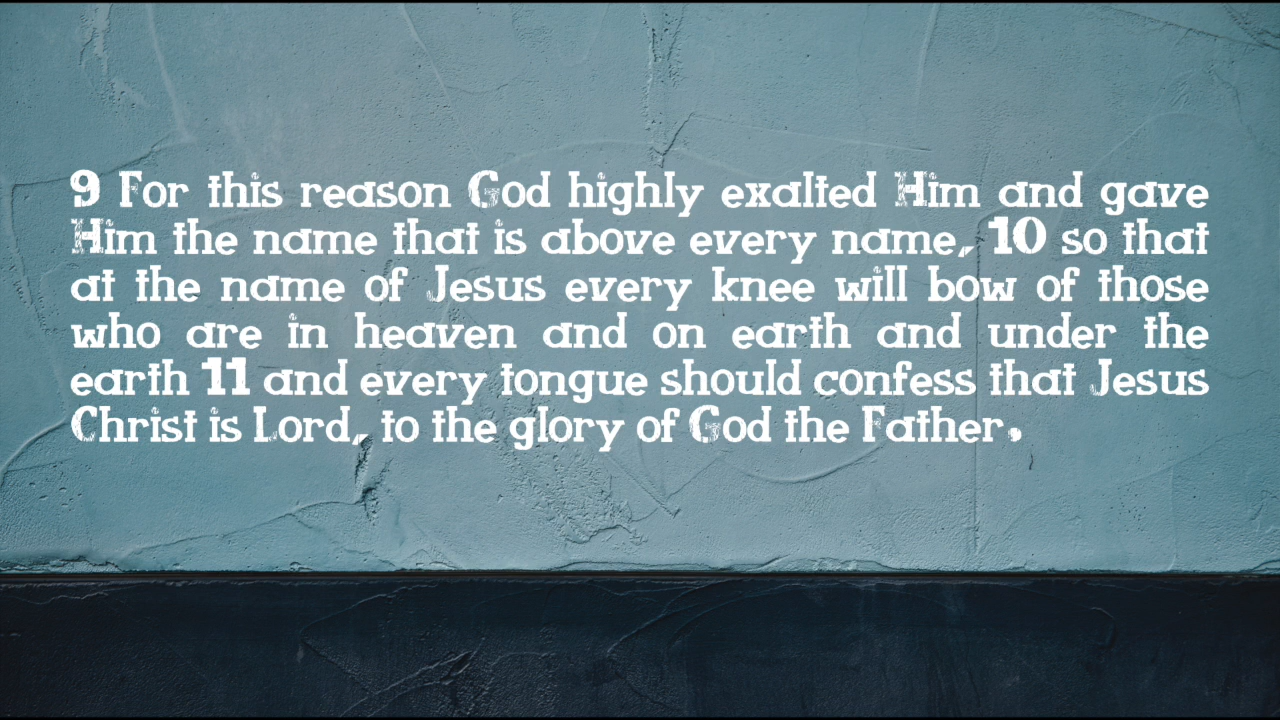 9 For this reason God highly exalted Him and gave
Him the name that is above every name, 10 so that
at the name of Jesus every knee will bow of those
who are in heaven and on earth and under the
earth 11 and every tongue should confess that Jesus
Christ is Lord, to the glory of God the Father.